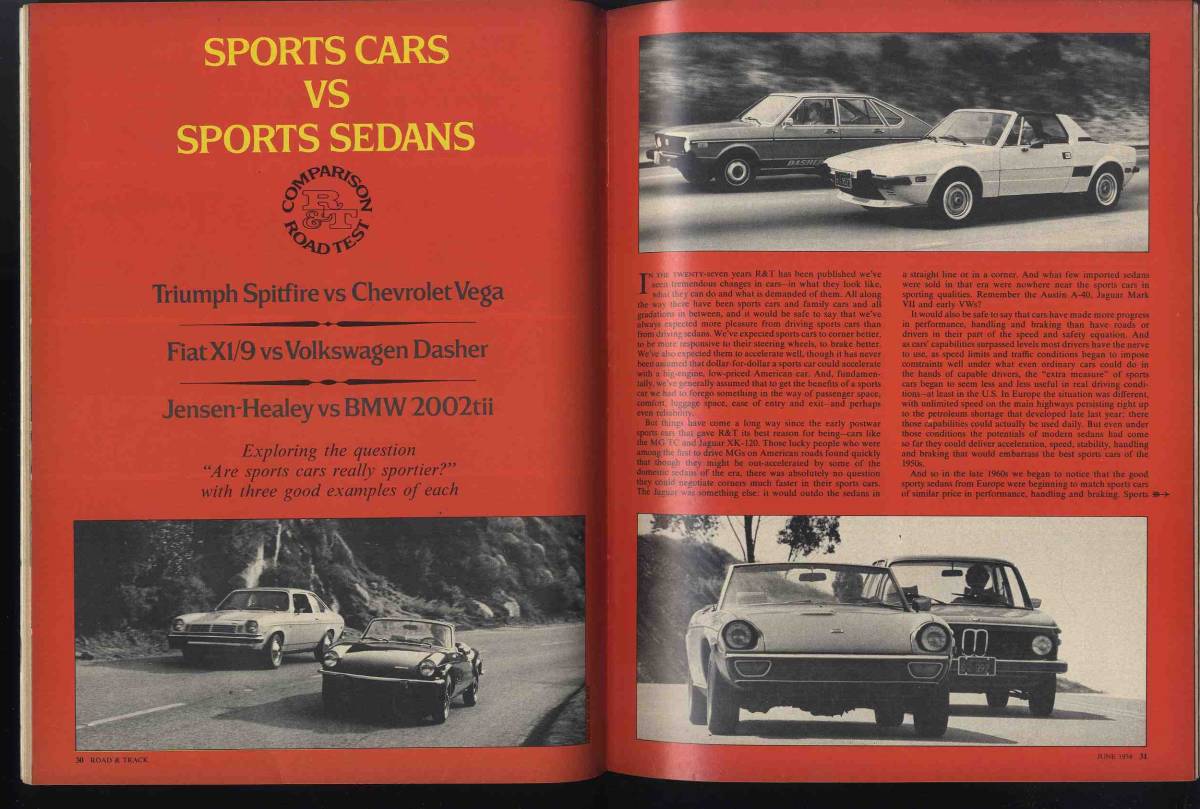 SPORTS CARS
VS
SPORTS SEDANS
COMPARISON
R&T
ROAD TEST
Triumph Spitfire vs Chevrolet Vega
Fiat X1/9 vs Volkswagen Dasher
Jensen-Healey vs BMW 2002tii
Exploring the question
“Are sports cars really sportier?”
with three good examples of each
30 ROAD & TRACK
DASHER
IN THE TWENTY-seven years R&T has been published we've
seen tremendous changes in cars—in what they look like,
what they can do and what is demanded of them. All along
the way there have been sports cars and family cars and all
gradations in between, and it would be safe to say that we've
always expected more pleasure from driving sports cars than
from driving sedans. We've expected sports cars to corner better,
to be more responsive to their steering wheels, to brake better.
We've also expected them to accelerate well, though it has never
been assumed that dollar-for-dollar a sports car could accelerate
with a big-engine, low-priced American car. And, fundamen-
tally, we've generally assumed that to get the benefits of a sports
car we had to forego something in the way of passenger space,
comfort, luggage space, ease of entry and exit—and perhaps
even reliability.
But things have come a long way since the early postwar
sports cars that gave R&T its best reason for being—cars like
the MG TC and Jaguar XK-120. Those lucky people who were
among the first to drive MGs on American roads found quickly
that though they might be out-accelerated by some of the
domestic sedans of the era, there was absolutely no question
they could negotiate corners much faster in their sports cars.
The Jaguar was something else: it would outdo the sedans in
a straight line or in a corner. And what few imported sedans
were sold in that era were nowhere near the sports cars in
sporting qualities. Remember the Austin A-40, Jaguar Mark
VII and early VWs?
It would also be safe to say that cars have made more progress
in performance, handling and braking than have roads or
drivers in their part of the speed and safety equation. And
as cars' capabilities surpassed levels most drivers have the nerve
to use, as speed limits and traffic conditions began to impose
constraints well under what even ordinary cars could do in
the hands of capable drivers, the “extra measure” of sports
cars began to seem less and less useful in real driving condi-
tions—at least in the U.S. In Europe the situation was different,
with unlimited speed on the main highways persisting right up
to the petroleum shortage that developed late last year; there
those capabilities could actually be used daily. But even under
those conditions the potentials of modern sedans had come
so far they could deliver acceleration, speed, stability, handling
and braking that would embarrass the best sports cars of the
1950s.
And so in the late 1960s we began to notice that the good
sporty sedans from Europe were beginning to match sports cars
of similar price in performance, handling and braking. Sports
JUNE 1974 31